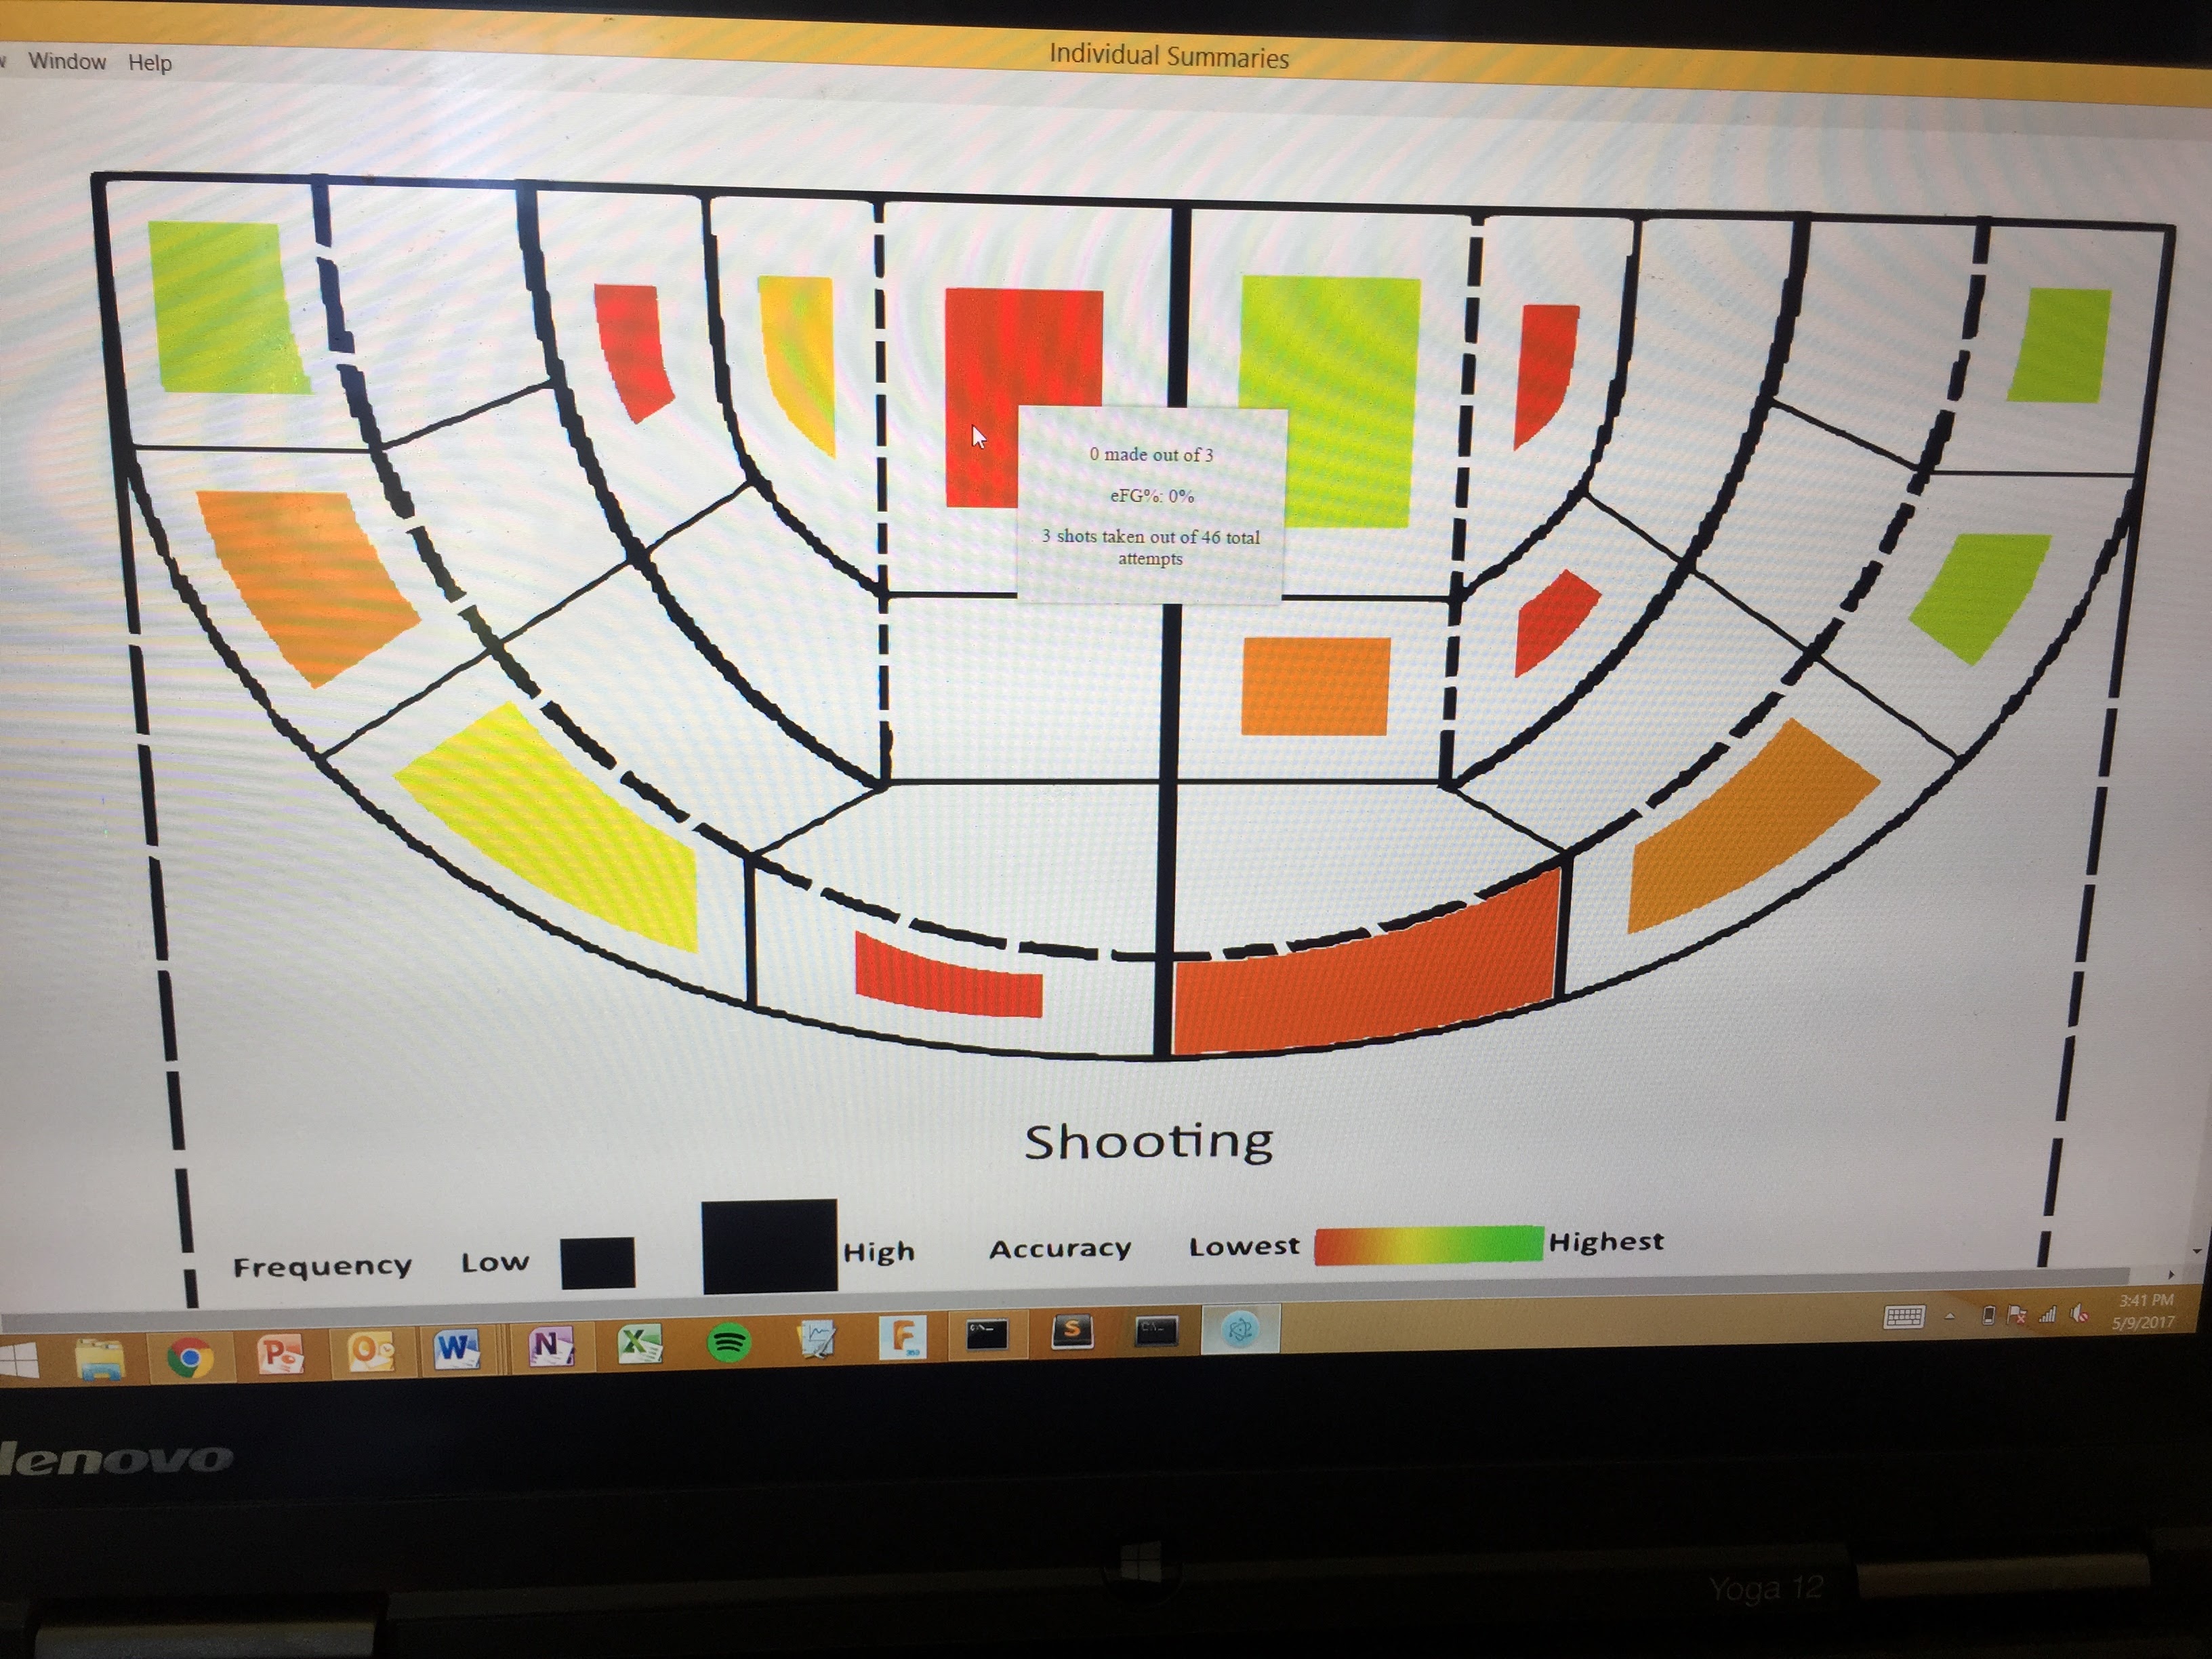 Individual Summaries
Window Help
0 made out of 3
eFG%: 0%
3 shots taken out of 46 total
attempts
Shooting
Frequency Low High Accuracy Lowest Highest
3:41 PM
5/9/2017
lenovo
Yoga 12